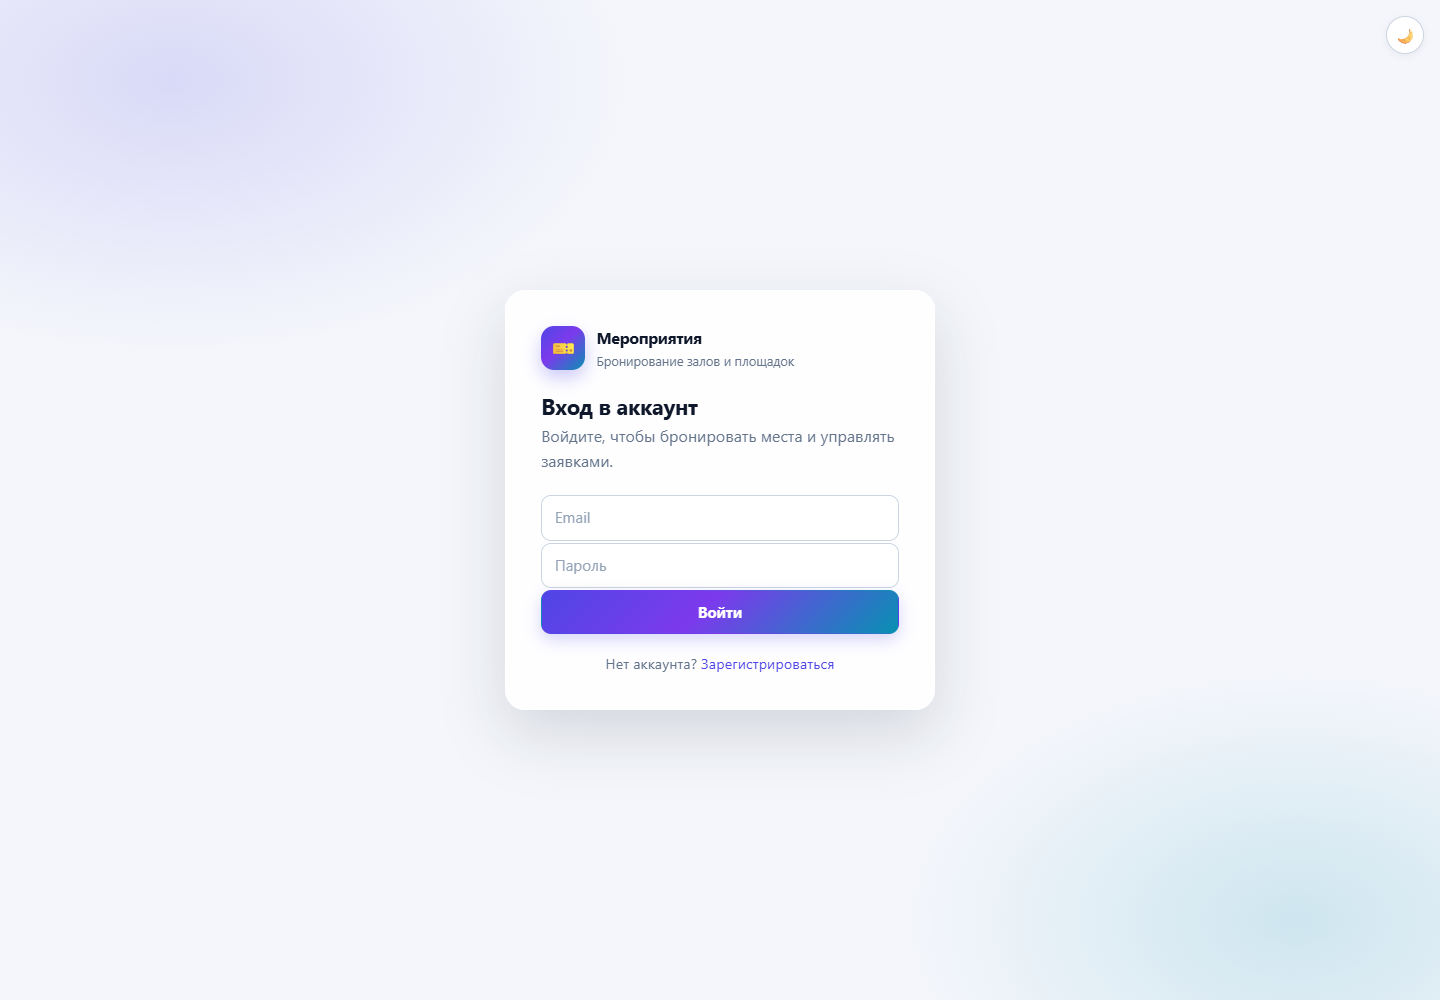 Мероприятия
Бронирование залов и площадок
Вход в аккаунт
Войдите, чтобы бронировать места и управлять
заявками.
Email
Пароль
Войти
Нет аккаунта? Зарегистрироваться